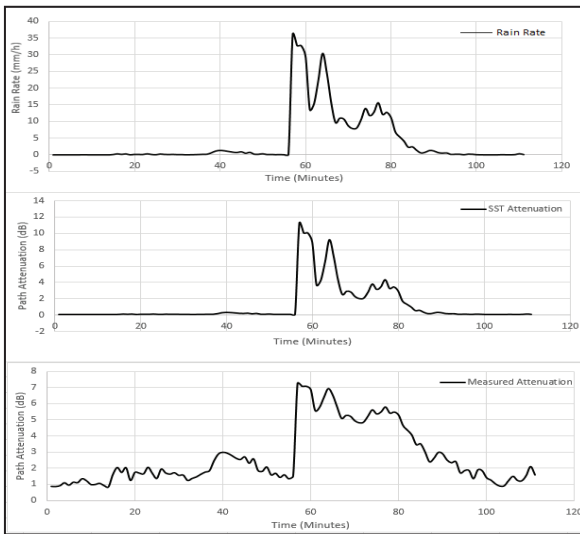 40
35
30
25
20
15
10
5
0
-5
Rain Rate (mm/h)
Rain Rate
0 20 40 60 80 100 120
Time (Minutes)
14
12
10
8
6
4
2
0
-2
Path Attenuation (dB)
SST Attenuation
0 20 40 60 80 100 120
Time (Minutes)
8
7
6
5
4
3
2
1
0
Path Attenuation (dB)
Measured Attenuation
0 20 40 60 80 100 120
Time (Minutes)